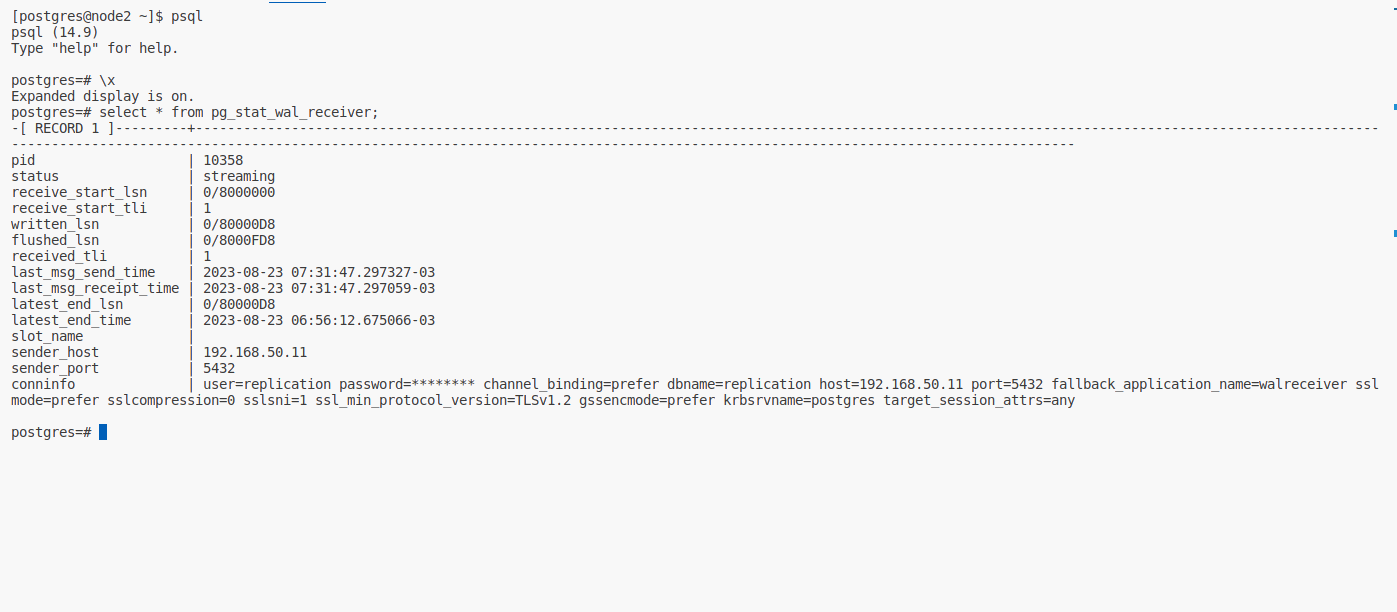 [postgres@node2 ~]$ psql
psql (14.9)
Type "help" for help.
postgres=# \x
Expanded display is on.
postgres=# select * from pg_stat_wal_receiver;
-[ RECORD 1 ]---------+----------------------------------------------------------------------------------------------------------------------------------------------------
-------------------------------------------------------------------------------------------------------------------------------------
pid                   | 10358
status                | streaming
receive_start_lsn     | 0/8000000
receive_start_tli     | 1
written_lsn           | 0/80000D8
flushed_lsn           | 0/8000FD8
received_tli          | 1
last_msg_send_time    | 2023-08-23 07:31:47.297327-03
last_msg_receipt_time | 2023-08-23 07:31:47.297059-03
latest_end_lsn        | 0/80000D8
latest_end_time       | 2023-08-23 06:56:12.675066-03
slot_name             |
sender_host           | 192.168.50.11
sender_port           | 5432
conninfo              | user=replication password=******** channel_binding=prefer dbname=replication host=192.168.50.11 port=5432 fallback_application_name=walreceiver ssl
mode=prefer sslcompression=0 sslsni=1 ssl_min_protocol_version=TLSv1.2 gssencmode=prefer krbsrvname=postgres target_session_attrs=any
postgres=#